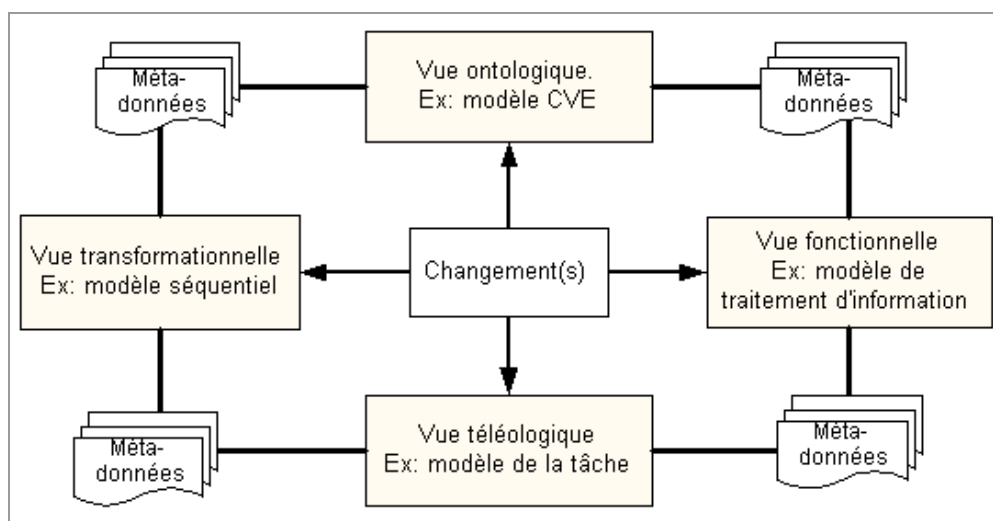 Méta-
données
Vue ontologique.
Ex: modèle CVE
Méta-
données
Vue transformationnelle
Ex: modèle séquentiel
Changement(s)
Vue fonctionnelle
Ex: modèle de
traitement d'information
Méta-
données
Vue téléologique
Ex: modèle de la tâche
Méta-
données